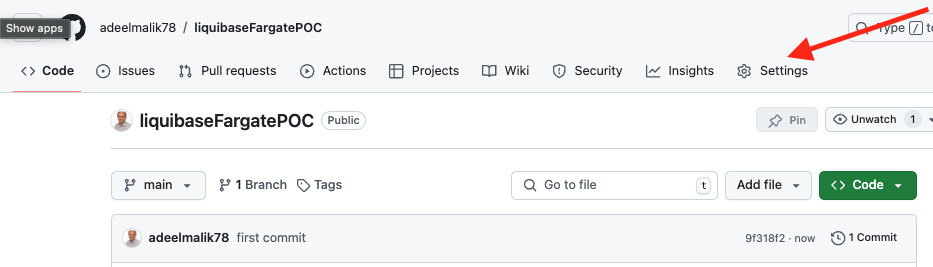 Show apps
adeelmalik78 / liquibaseFargatePOC
Type / to
Code Issues Pull requests Actions Projects Wiki Security Insights Settings
liquibaseFargatePOC Public
Pin Unwatch 1
main 1 Branch Tags Go to file t Add file Code
adeelmalik78 first commit 9f318f2 · now 1 Commit